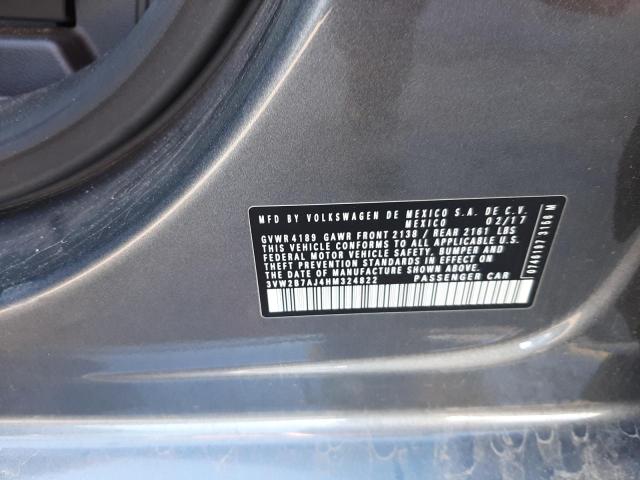 MFD BY VOLKSWAGEN DE MEXICO S.A. DE C.V.
MEXICO 02/17
GVWR 4189 GAWR FRONT 2138 / REAR 2161 LBS
THIS VEHICLE CONFORMS TO ALL APPLICABLE U.S.
FEDERAL MOTOR VEHICLE SAFETY, BUMPER AND
THEFT PREVENTION STANDARDS IN EFFECT ON
THE DATE OF MANUFACTURE SHOWN ABOVE.
3VW2B7AJ4HM324822 PASSENGER CAR